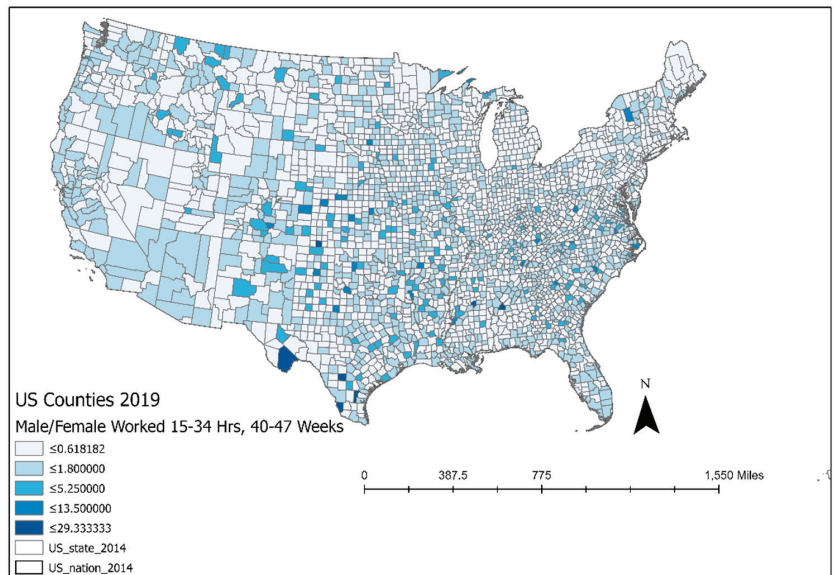 US Counties 2019
Male/Female Worked 15-34 Hrs, 40-47 Weeks
≤0.618182
≤1.800000
≤5.250000
≤13.500000
≤29.333333
US_state_2014
US_nation_2014
N
0 387.5 775 1,550 Miles